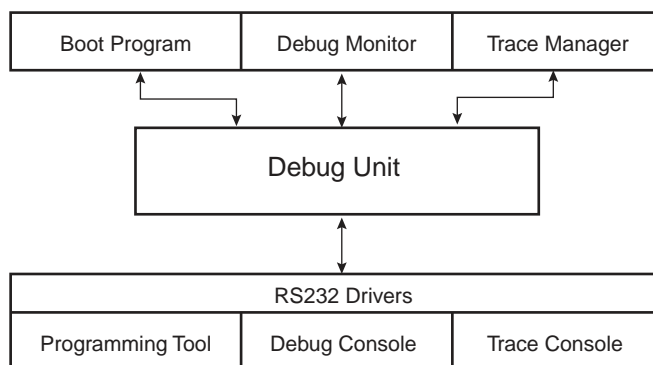 Boot Program
Debug Monitor
Trace Manager
Debug Unit
RS232 Drivers
Programming Tool
Debug Console
Trace Console